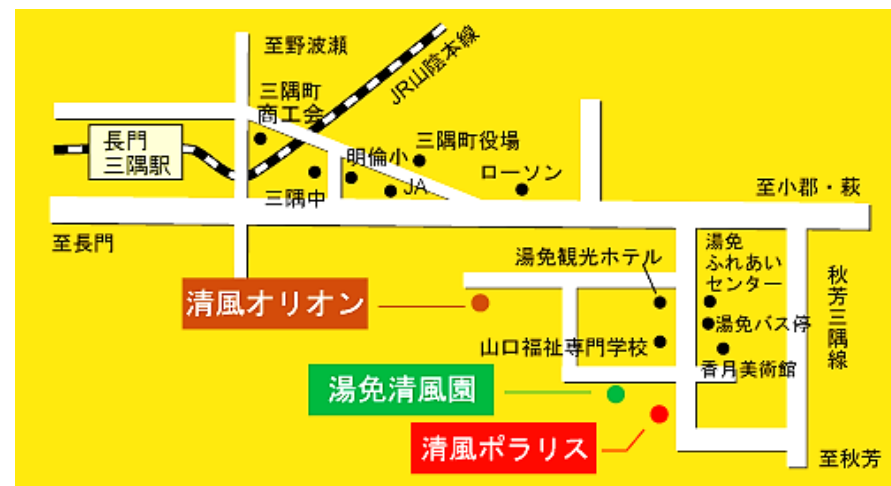 至野波瀬
JR山陰本線
三隅町
商工会
長門
三隅駅
明倫小
三隅町役場
三隅中
JA
ローソン
至小郡・萩
至長門
湯免観光ホテル
湯免
ふれあい
センター
秋芳三隅線
清風オリオン
湯免バス停
山口福祉専門学校
香月美術館
湯免清風園
清風ポラリス
至秋芳